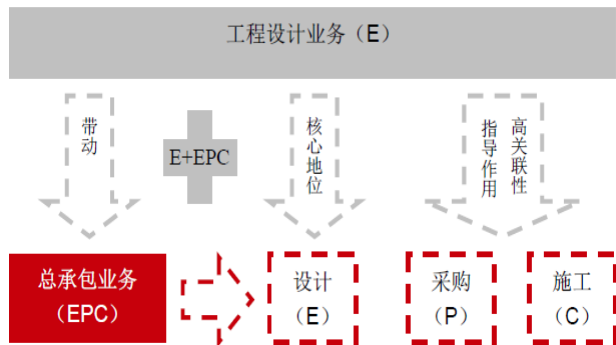 工程设计业务（E）
带动
E+EPC
核心地位
高关联性
指导作用
总承包业务
（EPC）
设计
（E）
采购
（P）
施工
（C）